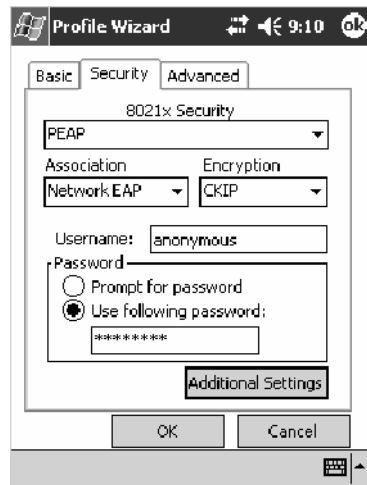 Profile Wizard 9:10 ok
Basic Security Advanced
8021x Security
PEAP
Association Encryption
Network EAP CKIP
Username: anonymous
Password
Prompt for password
Use following password:
********
Additional Settings
OK Cancel